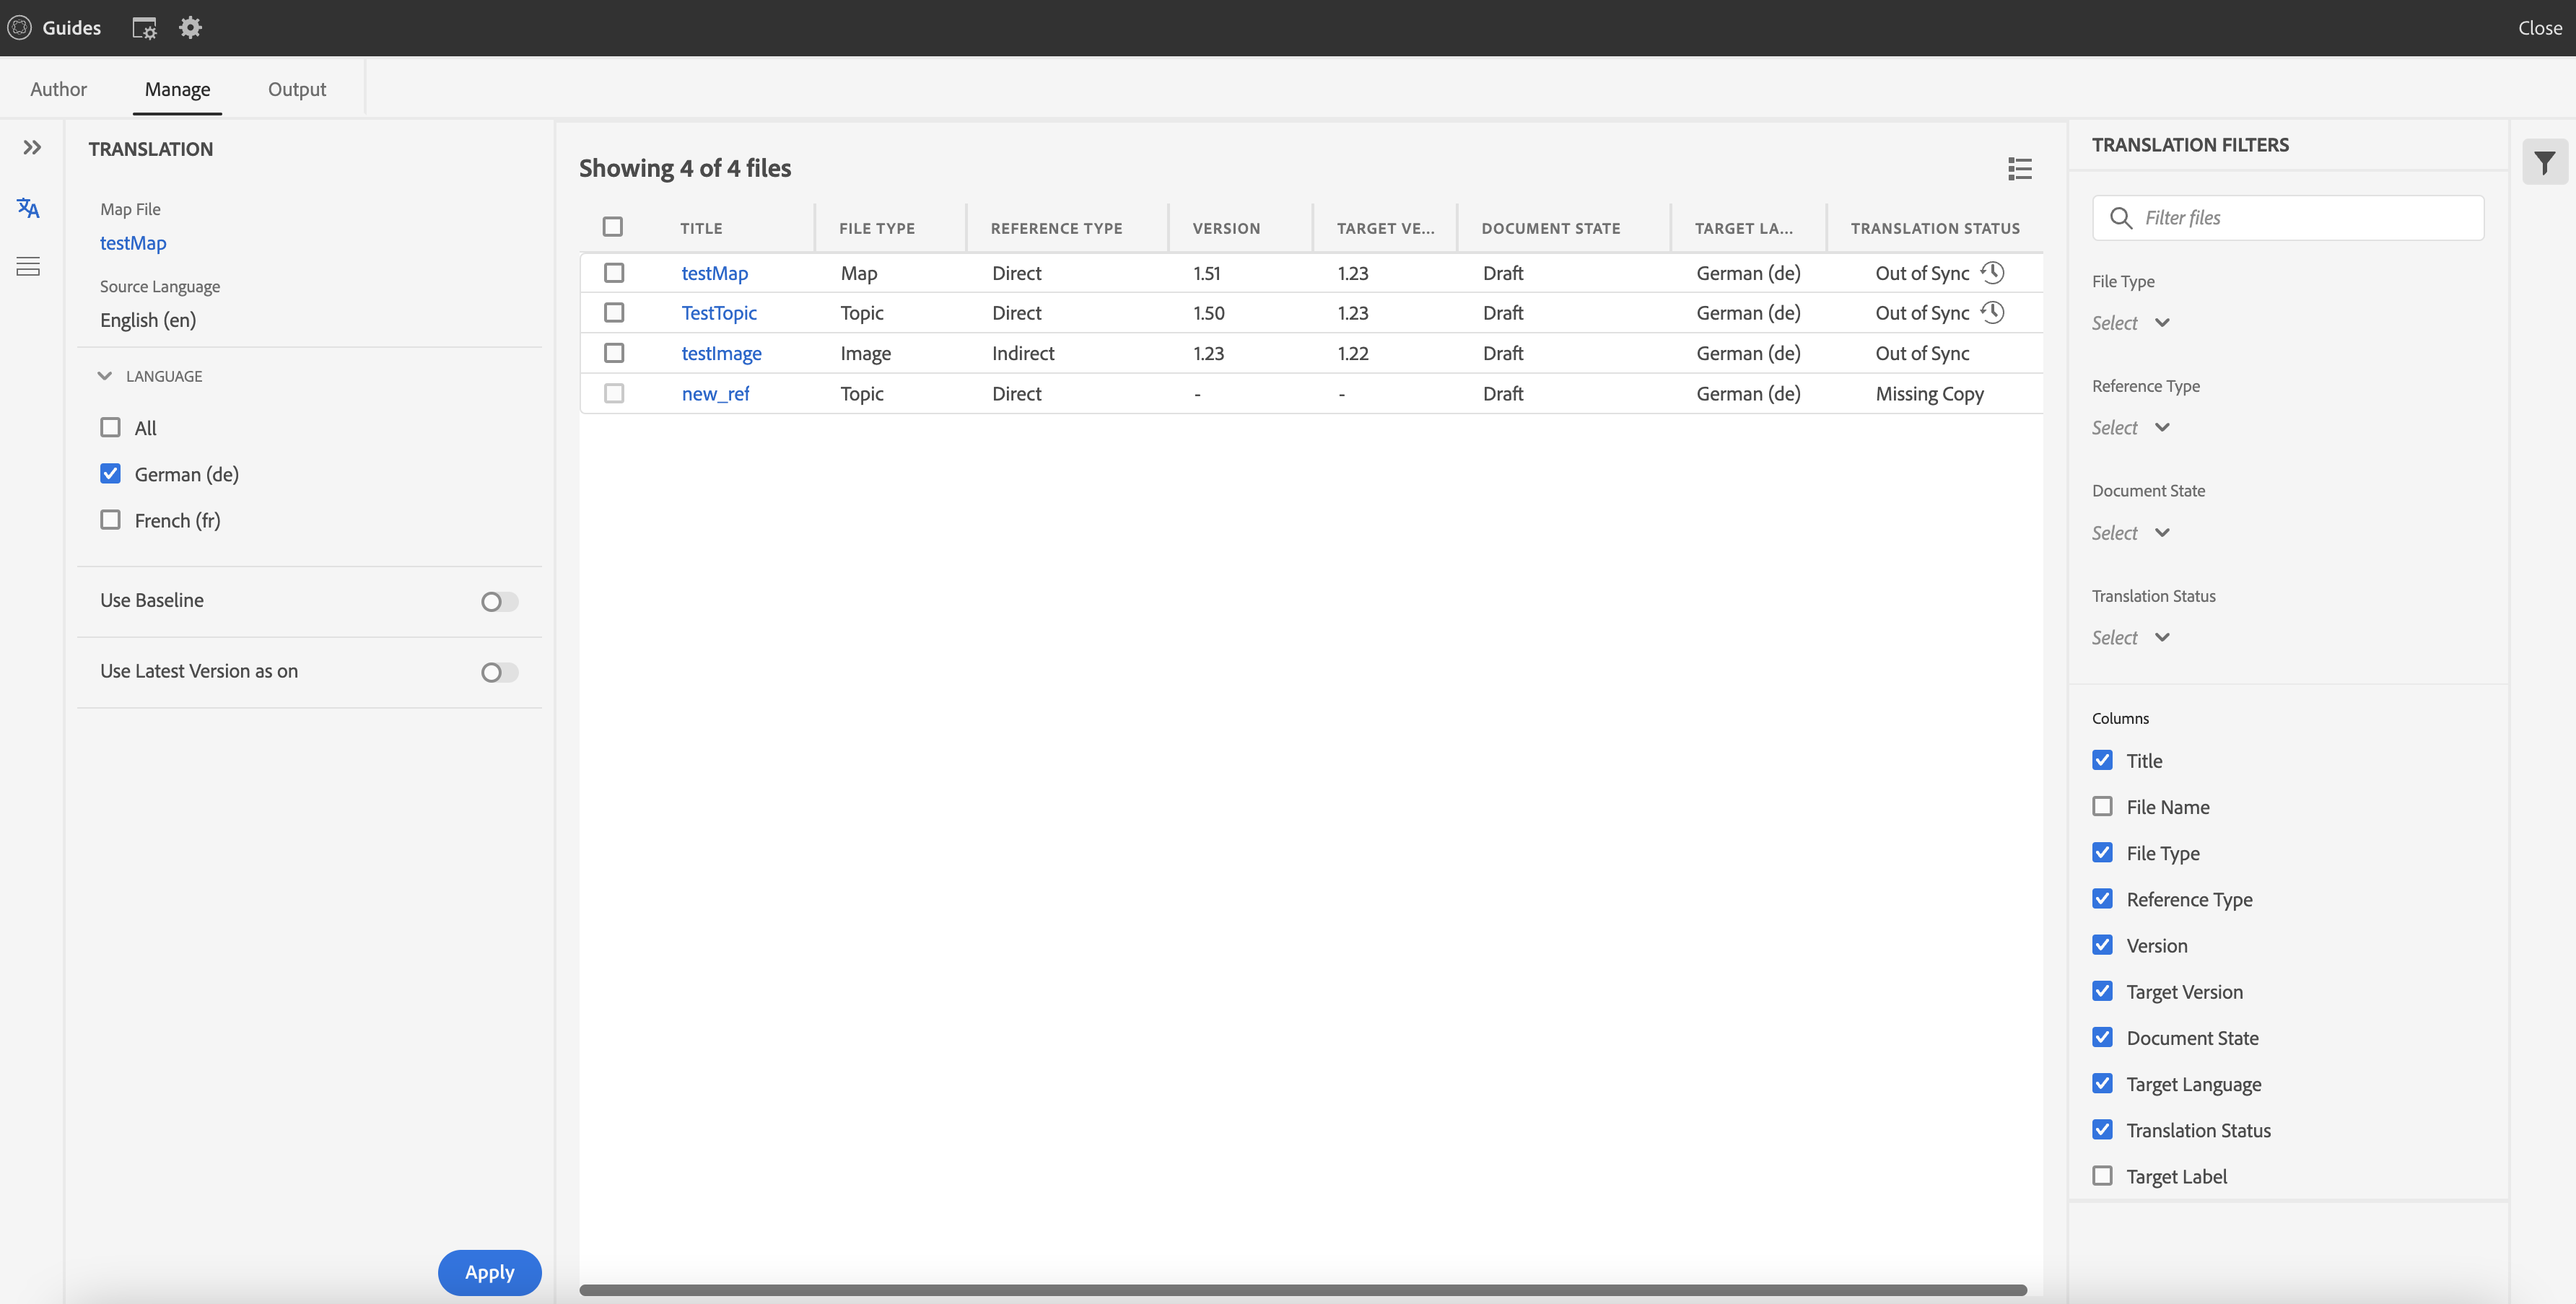 Guides
Close
Author Manage Output
TRANSLATION
Map File
testMap
Source Language
English (en)
LANGUAGE
All
German (de)
French (fr)
Use Baseline
Use Latest Version as on
Apply
Showing 4 of 4 files
TITLE FILE TYPE REFERENCE TYPE VERSION TARGET VE... DOCUMENT STATE TARGET LA... TRANSLATION STATUS
testMap Map Direct 1.51 1.23 Draft German (de) Out of Sync
TestTopic Topic Direct 1.50 1.23 Draft German (de) Out of Sync
testImage Image Indirect 1.23 1.22 Draft German (de) Out of Sync
new_ref Topic Direct - - Draft German (de) Missing Copy
TRANSLATION FILTERS
Filter files
File Type
Select
Reference Type
Select
Document State
Select
Translation Status
Select
Columns
Title
File Name
File Type
Reference Type
Version
Target Version
Document State
Target Language
Translation Status
Target Label